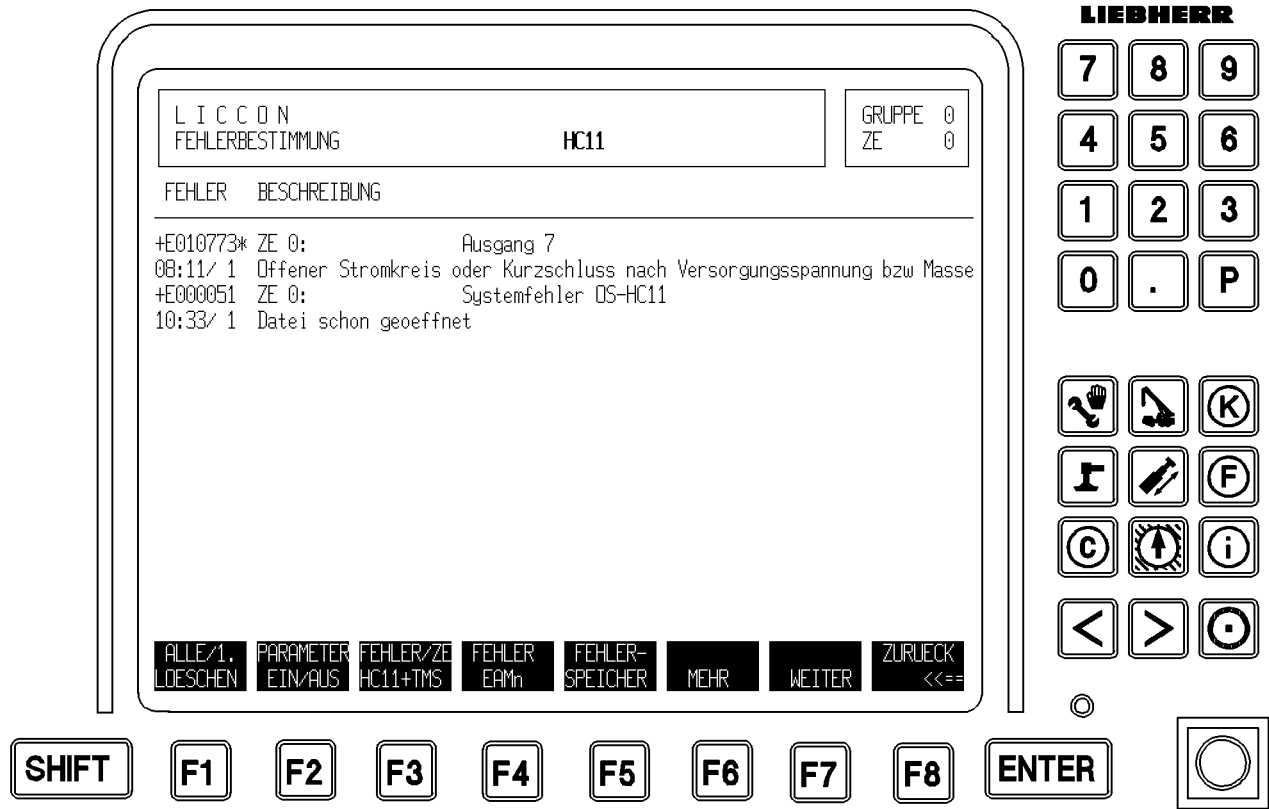 LIEBHERR
L I C C O N
FEHLERBESTIMMUNG HC11
GRUPPE 0
ZE 0
FEHLER BESCHREIBUNG
+E010773* ZE 0: Ausgang 7
08:11/ 1 Offener Stromkreis oder Kurzschluss nach Versorgungsspannung bzw Masse
+E000051 ZE 0: Systemfehler OS-HC11
10:33/ 1 Datei schon geoeffnet
ALLE/1. LOESCHEN
PARAMETER EIN/AUS
FEHLER/ZE HC11+TMS
FEHLER EAMn
FEHLER- SPEICHER
MEHR
WEITER
ZURUECK <<==
7 8 9
4 5 6
1 2 3
0 . P
K
F
C i
< >
SHIFT F1 F2 F3 F4 F5 F6 F7 F8 ENTER